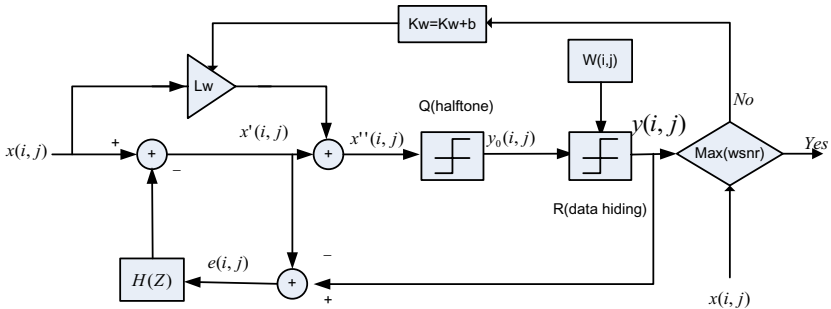 Kw=Kw+b
W(i,j)
Lw
Q(halftone)
No
x(i, j)
+
+
−
x'(i, j)
+
x''(i, j)
y₀(i, j)
y(i, j)
Max(wsnr)
Yes
R(data hiding)
H(Z)
e(i, j)
+
−
+
x(i, j)